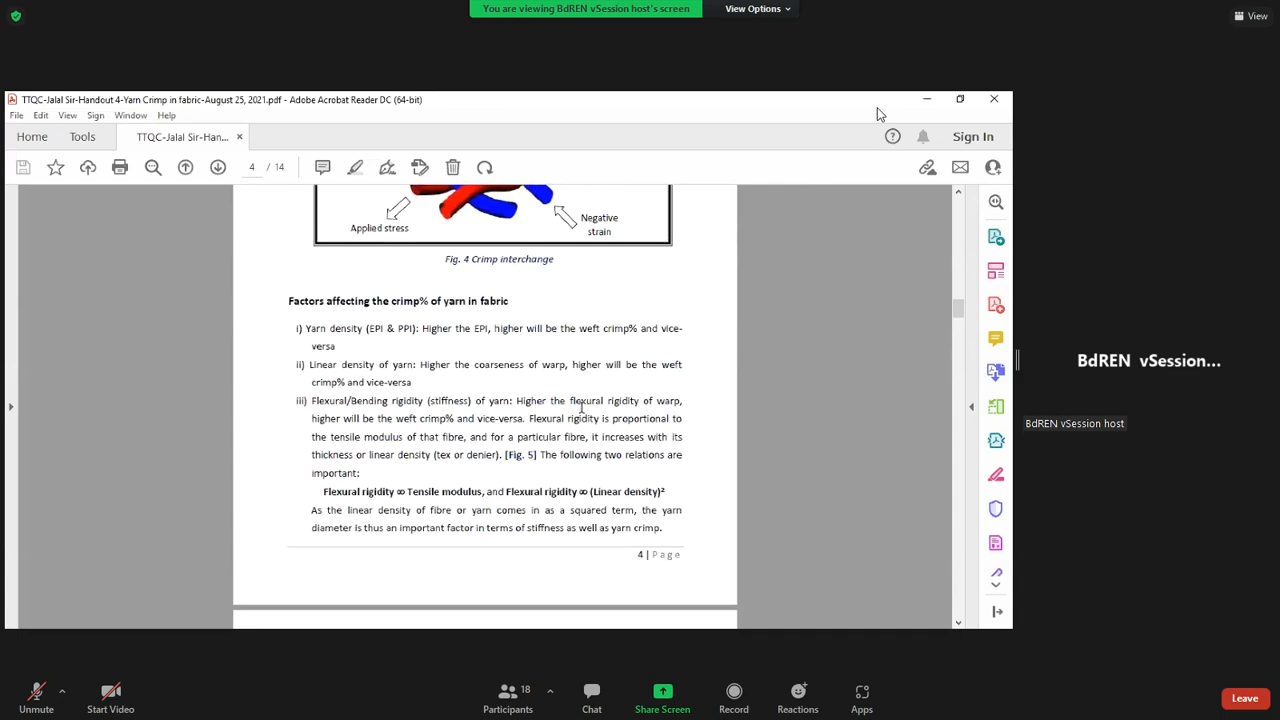 You are viewing BdREN vSession host's screen
View Options
View
TTQC-Jalal Sir-Handout 4-Yarn Crimp in fabric-August 25, 2021.pdf - Adobe Acrobat Reader DC (64-bit)
File Edit View Sign Window Help
Home Tools TTQC-Jalal Sir-Han... × Sign In
4 / 14
Applied stress
Negative
strain
Fig. 4 Crimp interchange
Factors affecting the crimp% of yarn in fabric
i) Yarn density (EPI & PPI): Higher the EPI, higher will be the weft crimp% and vice-
versa
ii) Linear density of yarn: Higher the coarseness of warp, higher will be the weft
crimp% and vice-versa
iii) Flexural/Bending rigidity (stiffness) of yarn: Higher the flexural rigidity of warp,
higher will be the weft crimp% and vice-versa. Flexural rigidity is proportional to
the tensile modulus of that fibre, and for a particular fibre, it increases with its
thickness or linear density (tex or denier). [Fig. 5] The following two relations are
important:
Flexural rigidity ∞ Tensile modulus, and Flexural rigidity ∞ (Linear density)²
As the linear density of fibre or yarn comes in as a squared term, the yarn
diameter is thus an important factor in terms of stiffness as well as yarn crimp.
4 | Page
BdREN vSession...
BdREN vSession host
Unmute
Start Video
18
Participants
Chat
Share Screen
Record
Reactions
Apps
Leave